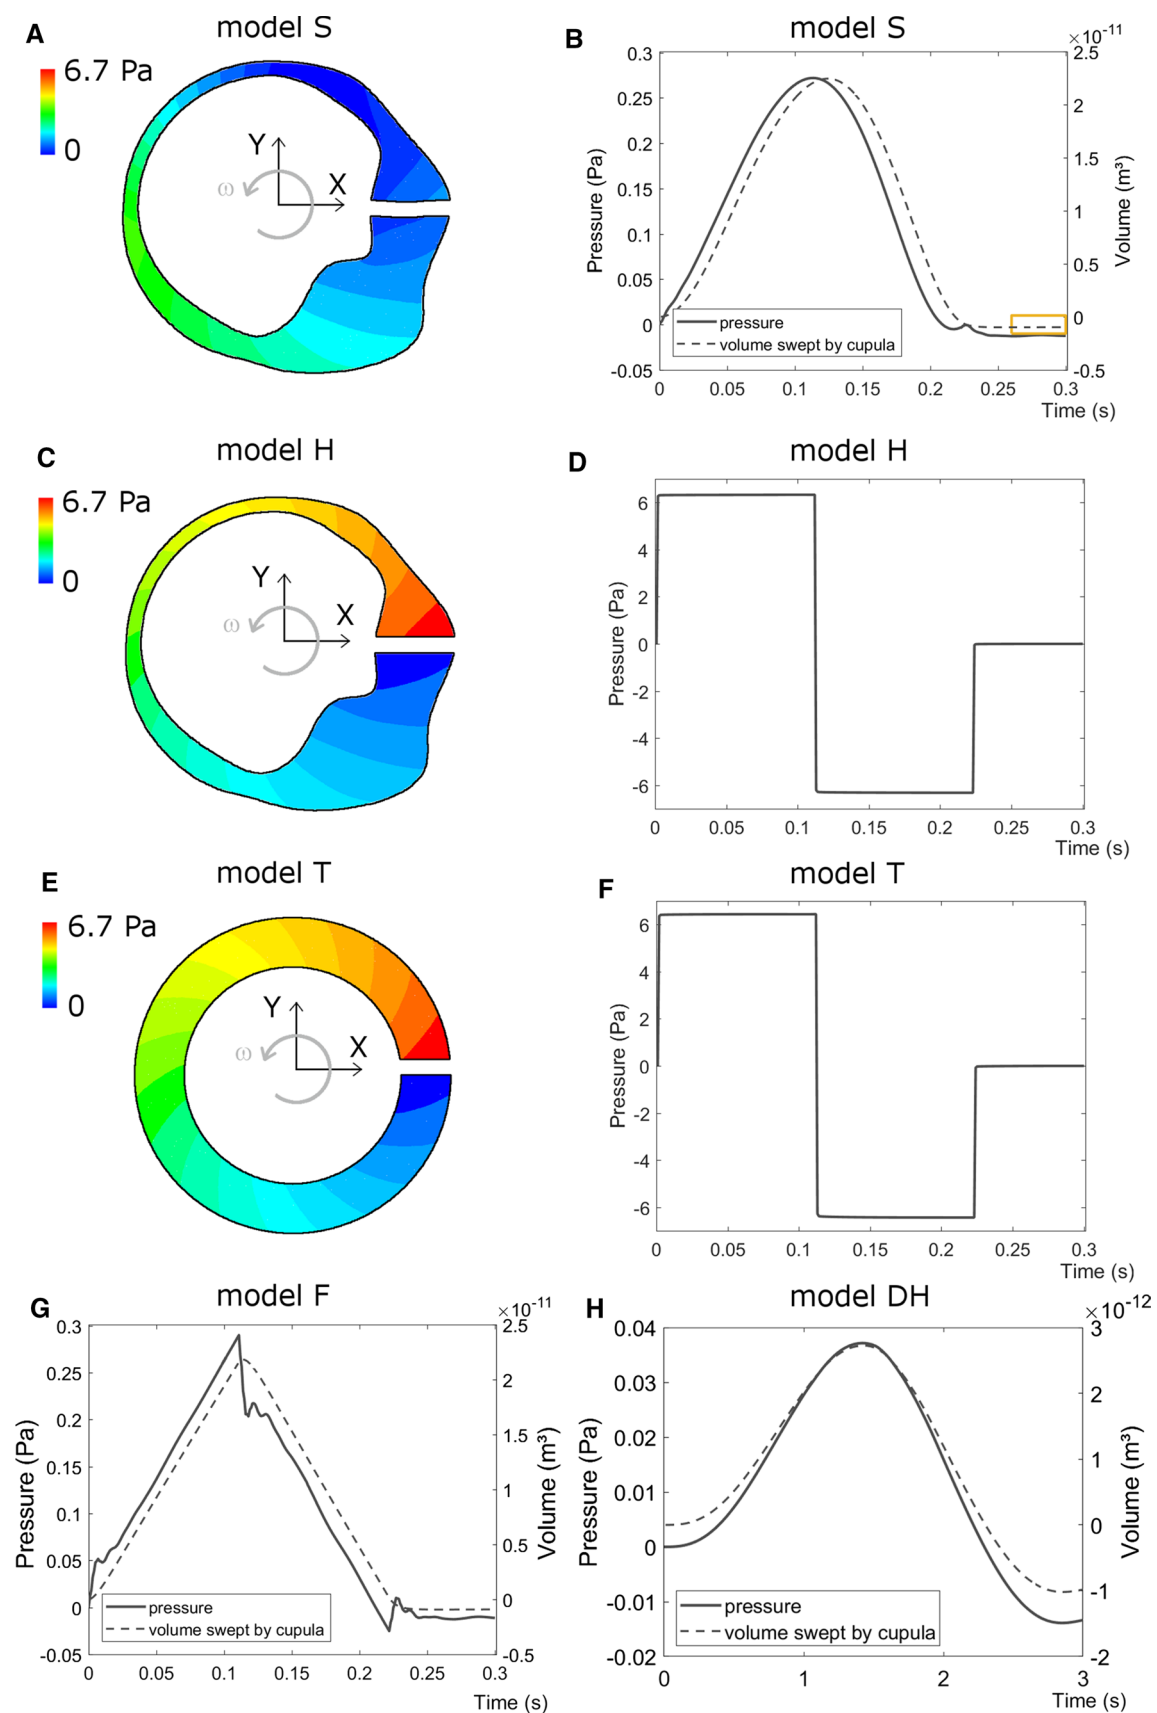 A
model S
6.7 Pa
0
Y
X
ω
B
model S
×10⁻¹¹
0.3
0.25
0.2
0.15
0.1
0.05
0
-0.05
Pressure (Pa)
2.5
2
1.5
1
0.5
0
-0.5
Volume (m³)
pressure
volume swept by cupula
0
0.05
0.1
0.15
0.2
0.25
0.3
Time (s)
C
model H
6.7 Pa
0
Y
X
ω
D
model H
6
4
2
0
-2
-4
-6
Pressure (Pa)
0
0.05
0.1
0.15
0.2
0.25
0.3
Time (s)
E
model T
6.7 Pa
0
Y
X
ω
F
model T
6
4
2
0
-2
-4
-6
Pressure (Pa)
0
0.05
0.1
0.15
0.2
0.25
0.3
Time (s)
G
model F
×10⁻¹¹
0.3
0.25
0.2
0.15
0.1
0.05
0
-0.05
Pressure (Pa)
2.5
2
1.5
1
0.5
0
-0.5
Volume (m³)
pressure
volume swept by cupula
0
0.05
0.1
0.15
0.2
0.25
0.3
Time (s)
H
model DH
×10⁻¹²
0.04
0.03
0.02
0.01
0
-0.01
-0.02
Pressure (Pa)
3
2
1
0
-1
-2
Volume (m³)
pressure
volume swept by cupula
0
1
2
3
Time (s)